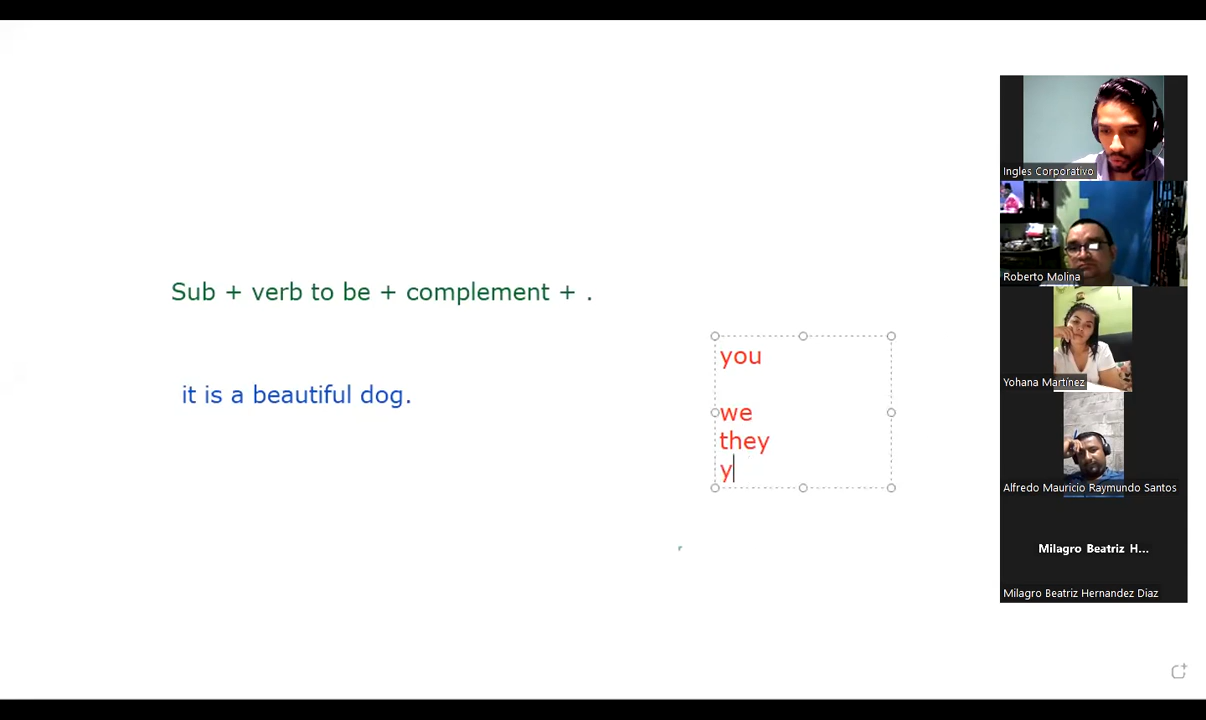 Sub + verb to be + complement + .
it is a beautiful dog.
you
we
they
y
Ingles Corporativo
Roberto Molina
Yohana Martínez
Alfredo Mauricio Raymundo Santos
Milagro Beatriz H...
Milagro Beatriz Hernandez Diaz